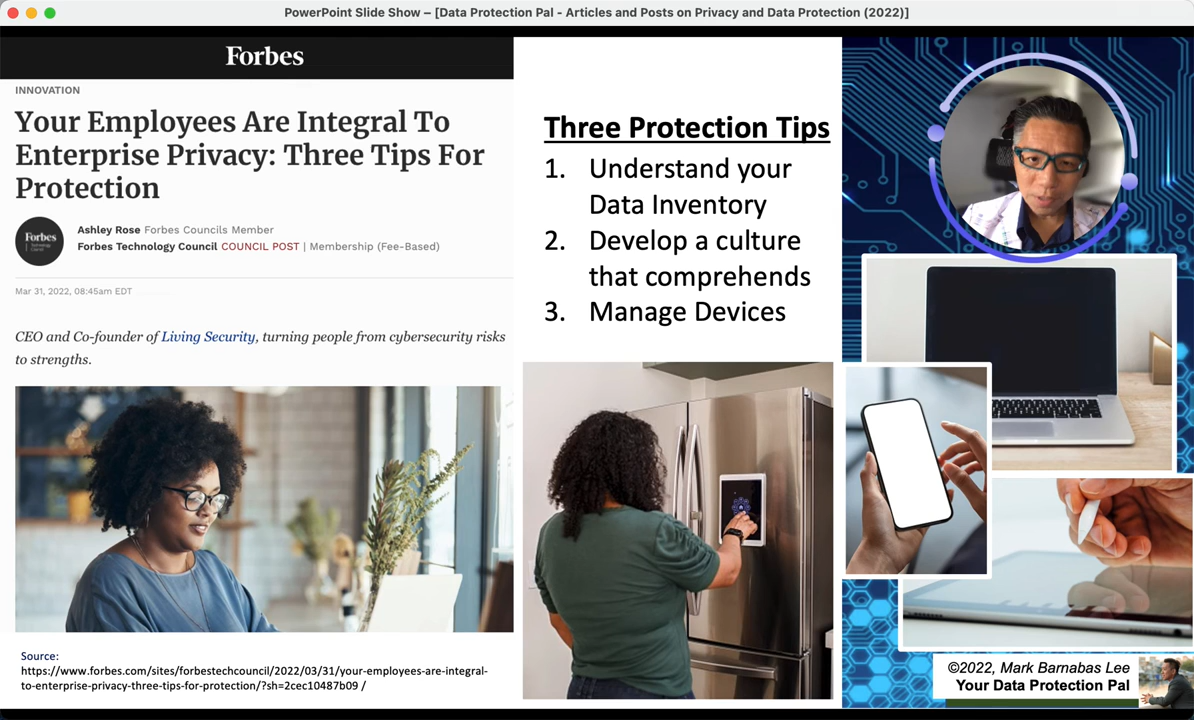 PowerPoint Slide Show – [Data Protection Pal - Articles and Posts on Privacy and Data Protection (2022)]
Forbes
INNOVATION
Your Employees Are Integral To
Enterprise Privacy: Three Tips For
Protection
Forbes
Technology
Council
Ashley Rose Forbes Councils Member
Forbes Technology Council COUNCIL POST | Membership (Fee-Based)
Mar 31, 2022, 08:45am EDT
CEO and Co-founder of Living Security, turning people from cybersecurity risks
to strengths.
Source:
https://www.forbes.com/sites/forbestechcouncil/2022/03/31/your-employees-are-integral-
to-enterprise-privacy-three-tips-for-protection/?sh=2cec10487b09 /
Three Protection Tips
1. Understand your
Data Inventory
2. Develop a culture
that comprehends
3. Manage Devices
©2022, Mark Barnabas Lee
Your Data Protection Pal